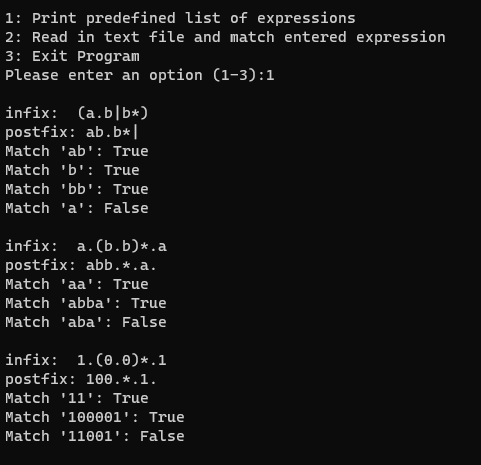 1: Print predefined list of expressions
2: Read in text file and match entered expression
3: Exit Program
Please enter an option (1-3):1
infix:  (a.b|b*)
postfix: ab.b*|
Match 'ab': True
Match 'b': True
Match 'bb': True
Match 'a': False
infix:  a.(b.b)*.a
postfix: abb.*.a.
Match 'aa': True
Match 'abba': True
Match 'aba': False
infix:  1.(0.0)*.1
postfix: 100.*.1.
Match '11': True
Match '100001': True
Match '11001': False